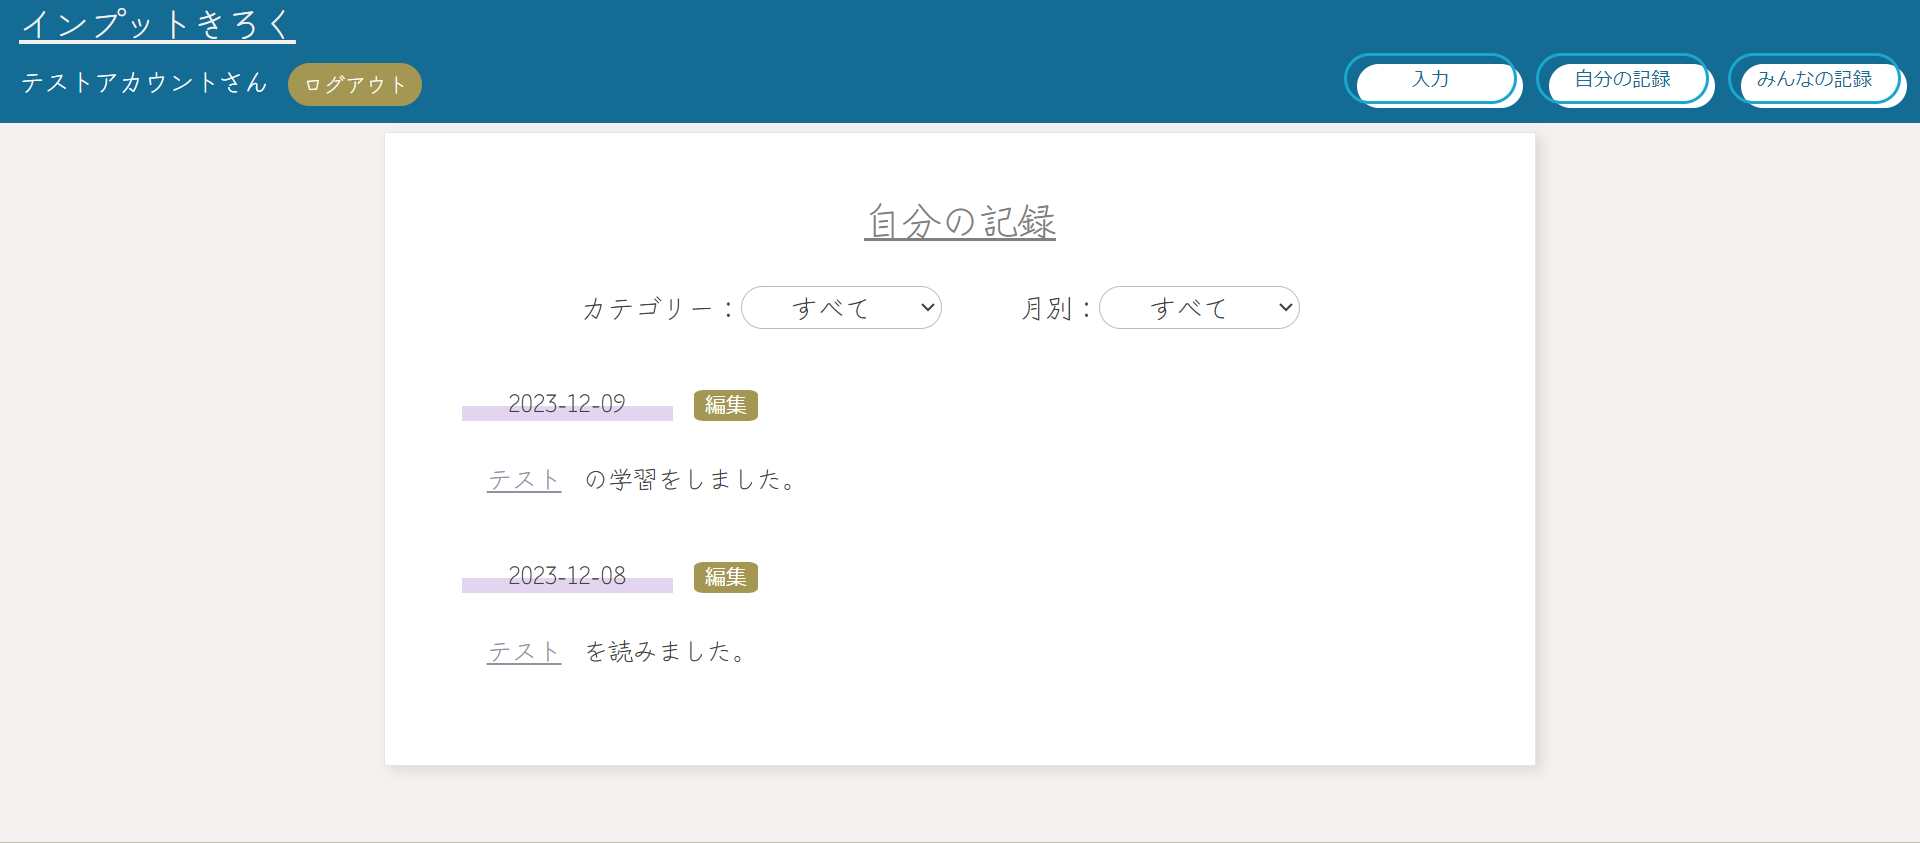 インプットきろく
テストアカウントさん ログアウト 入力 自分の記録 みんなの記録
自分の記録
カテゴリー： すべて 月別： すべて
2023-12-09 編集
テスト の学習をしました。
2023-12-08 編集
テスト を読みました。